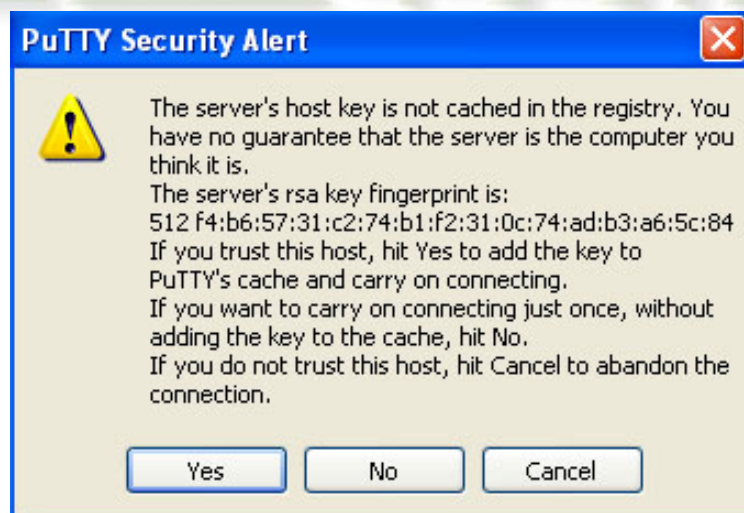 PuTTY Security Alert
The server's host key is not cached in the registry. You
have no guarantee that the server is the computer you
think it is.
The server's rsa key fingerprint is:
512 f4:b6:57:31:c2:74:b1:f2:31:0c:74:ad:b3:a6:5c:84
If you trust this host, hit Yes to add the key to
PuTTY's cache and carry on connecting.
If you want to carry on connecting just once, without
adding the key to the cache, hit No.
If you do not trust this host, hit Cancel to abandon the
connection.
Yes No Cancel